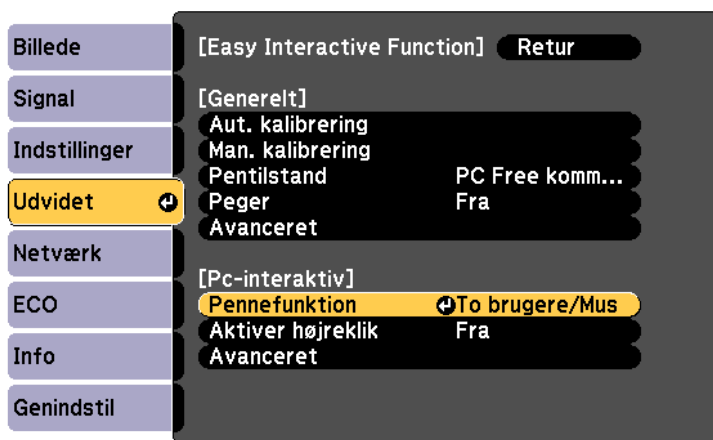 Billede
Signal
Indstillinger
Udvidet
Netværk
ECO
Info
Genindstil
[Easy Interactive Function] Retur
[Generelt]
Aut. kalibrering
Man. kalibrering
Pentilstand PC Free komm...
Peger Fra
Avanceret
[Pc-interaktiv]
Pennefunktion To brugere/Mus
Aktiver højreklik Fra
Avanceret